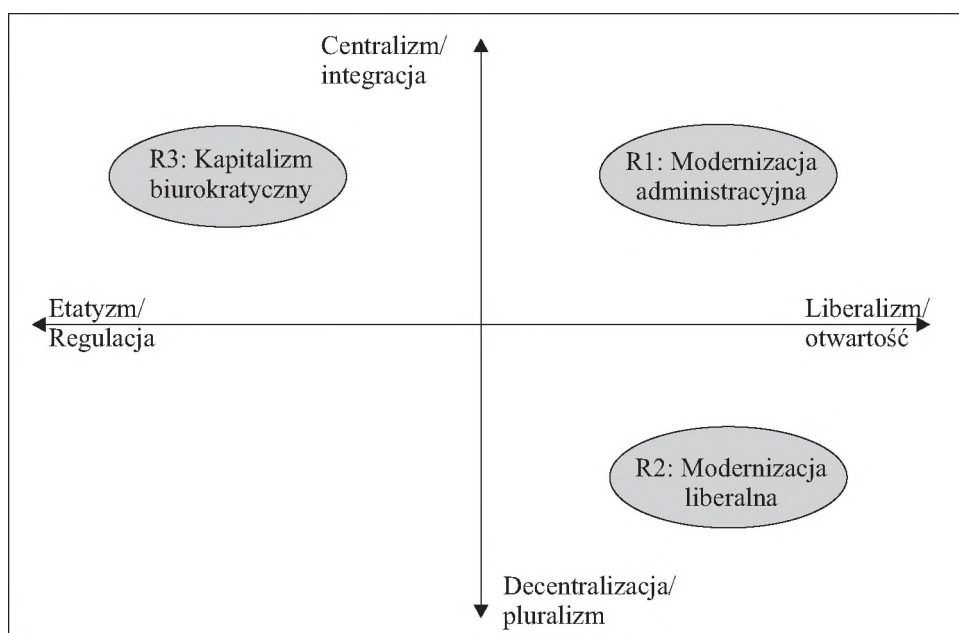 Centralizm/
integracja
R3: Kapitalizm
biurokratyczny
R1: Modernizacja
administracyjna
Etatyzm/
Regulacja
Liberalizm/
otwartość
R2: Modernizacja
liberalna
Decentralizacja/
pluralizm